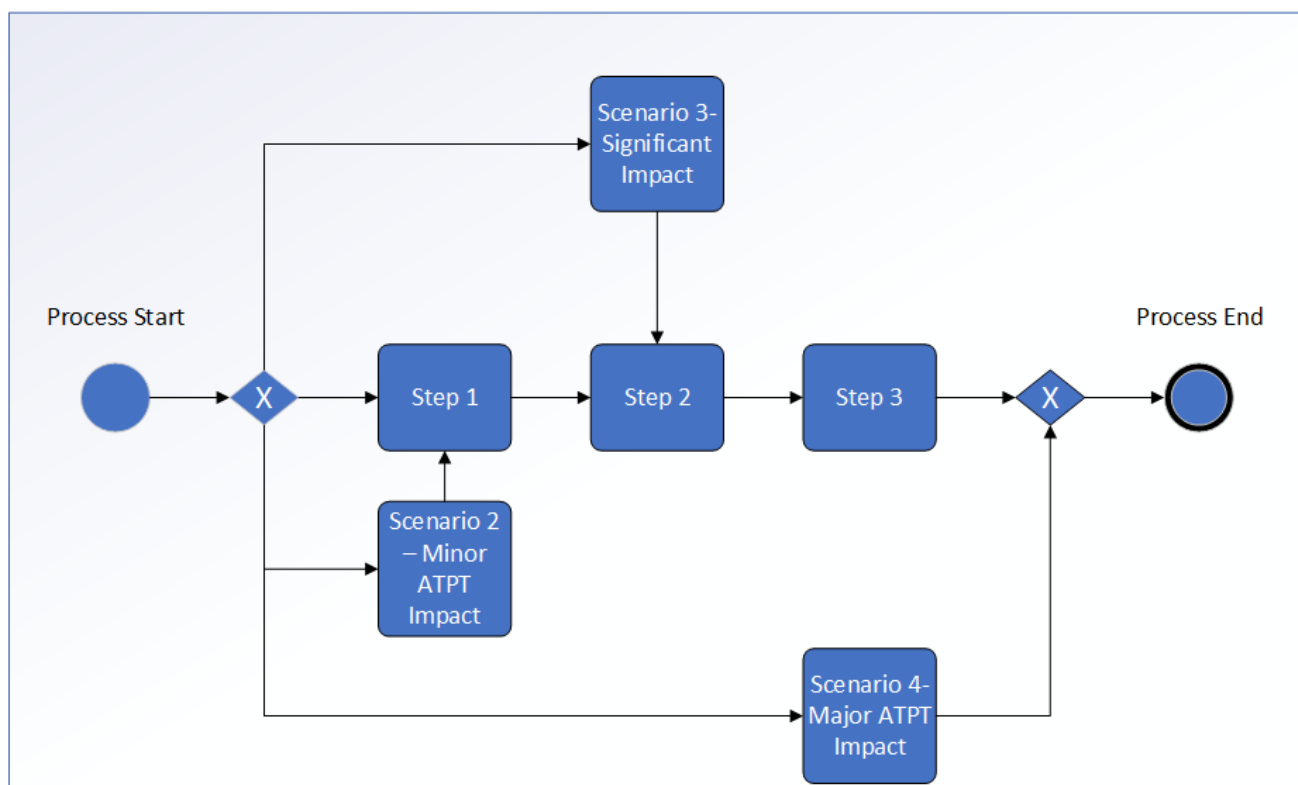 Scenario 3-
Significant
Impact
Process Start
Process End
X
Step 1
Step 2
Step 3
X
Scenario 2
– Minor
ATPT
Impact
Scenario 4-
Major ATPT
Impact